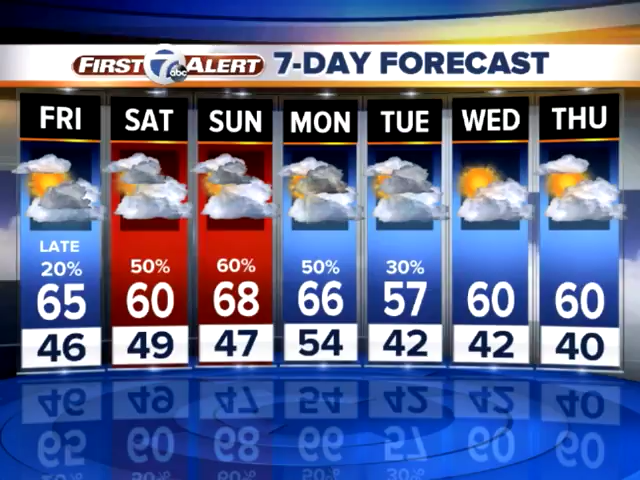 FIRST 7 abc ALERT 7-DAY FORECAST
FRI SAT SUN MON TUE WED THU
LATE
20% 50% 60% 50% 30%
65 60 68 66 57 60 60
46 49 47 54 42 42 40